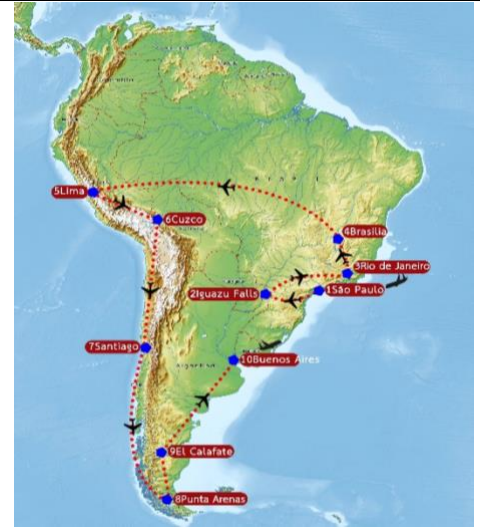 5Lima
6Cuzco
4Brasilia
3Rio de Janeiro
2Iguazu Falls
1São Paulo
7Santiago
10Buenos Aires
9El Calafate
8Punta Arenas